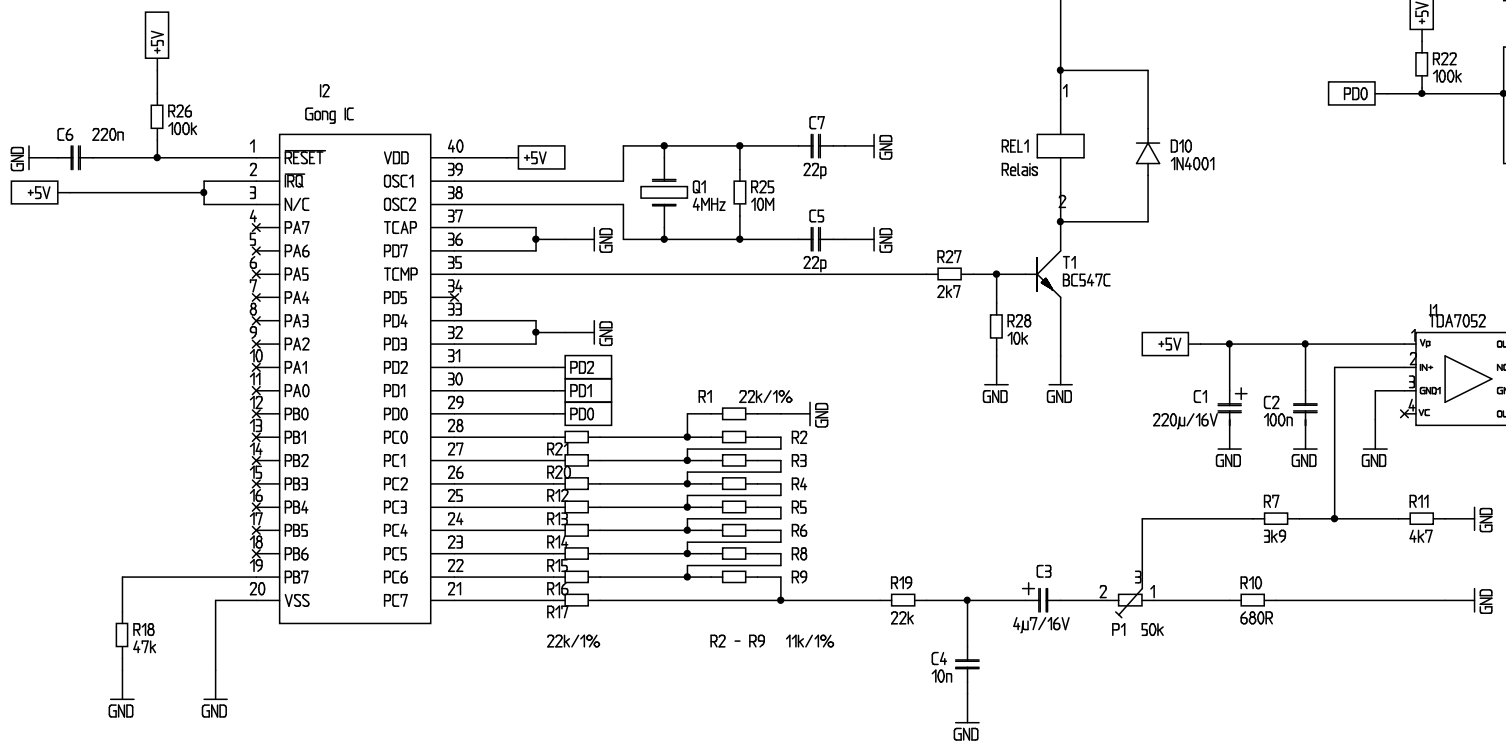 +5V
+5V
I2
Gong IC
R26
100k
C6 220n
GND
+5V
1
2
3
4
5
6
7
8
9
10
11
12
13
14
15
16
17
18
19
20
RESET
IRQ
N/C
PA7
PA6
PA5
PA4
PA3
PA2
PA1
PA0
PB0
PB1
PB2
PB3
PB4
PB5
PB6
PB7
VSS
VDD
OSC1
OSC2
TCAP
PD7
TCMP
PD5
PD4
PD3
PD2
PD1
PD0
PC0
PC1
PC2
PC3
PC4
PC5
PC6
PC7
40
39
38
37
36
35
34
33
32
31
30
29
28
27
26
25
24
23
22
21
+5V
Q1
4MHz
R25
10M
C7
22p
GND
C5
22p
GND
GND
GND
PD2
PD1
PD0
R1 22k/1%
GND
R2
R3
R4
R5
R6
R8
R9
R21
R20
R12
R13
R14
R15
R16
R17
22k/1%
R2 - R9 11k/1%
R18
47k
GND
GND
1
REL1
Relais
2
D10
1N4001
R27
2k7
T1
BC547C
R28
10k
GND
GND
R22
100k
PD0
I1
TDA7052
+5V
1
2
3
4
Vp
IN+
GND1
VC
C1
+
220µ/16V
GND
C2
100n
GND
GND
R7
3k9
R11
4k7
GND
R19
22k
C3
+
4µ7/16V
2
3
1
P1 50k
R10
680R
GND
C4
10n
GND